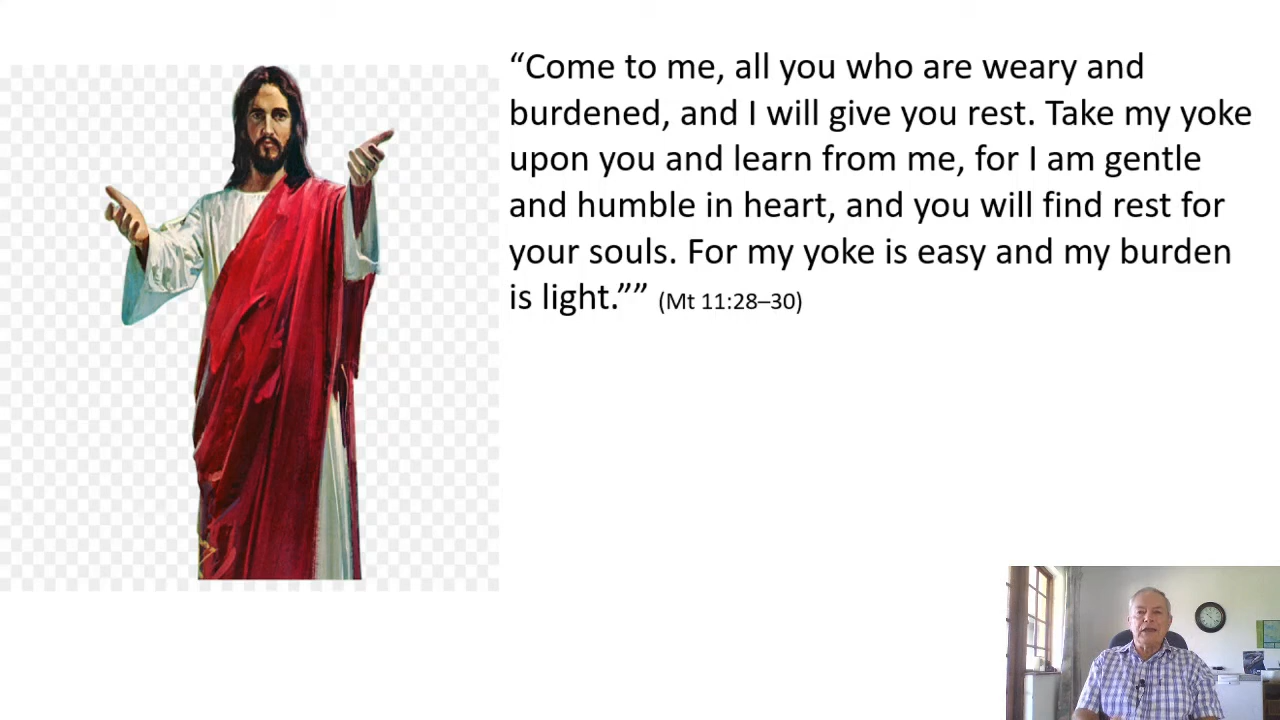 “Come to me, all you who are weary and
burdened, and I will give you rest. Take my yoke
upon you and learn from me, for I am gentle
and humble in heart, and you will find rest for
your souls. For my yoke is easy and my burden
is light.”” (Mt 11:28–30)